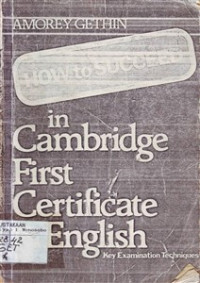 AMOREY GETHIN
How to Succeed
in
Cambridge
First
Certificate
English
Key Examination Techniques